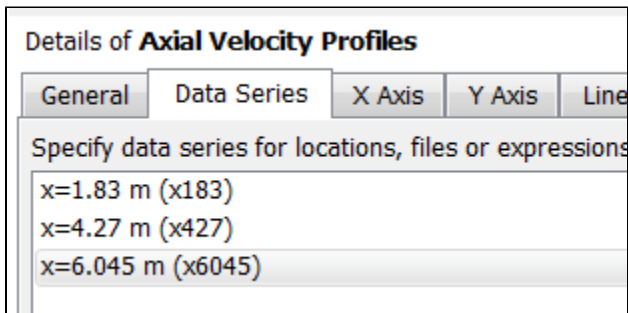 Details of Axial Velocity Profiles
General Data Series X Axis Y Axis Line
Specify data series for locations, files or expressions
x=1.83 m (x183)
x=4.27 m (x427)
x=6.045 m (x6045)